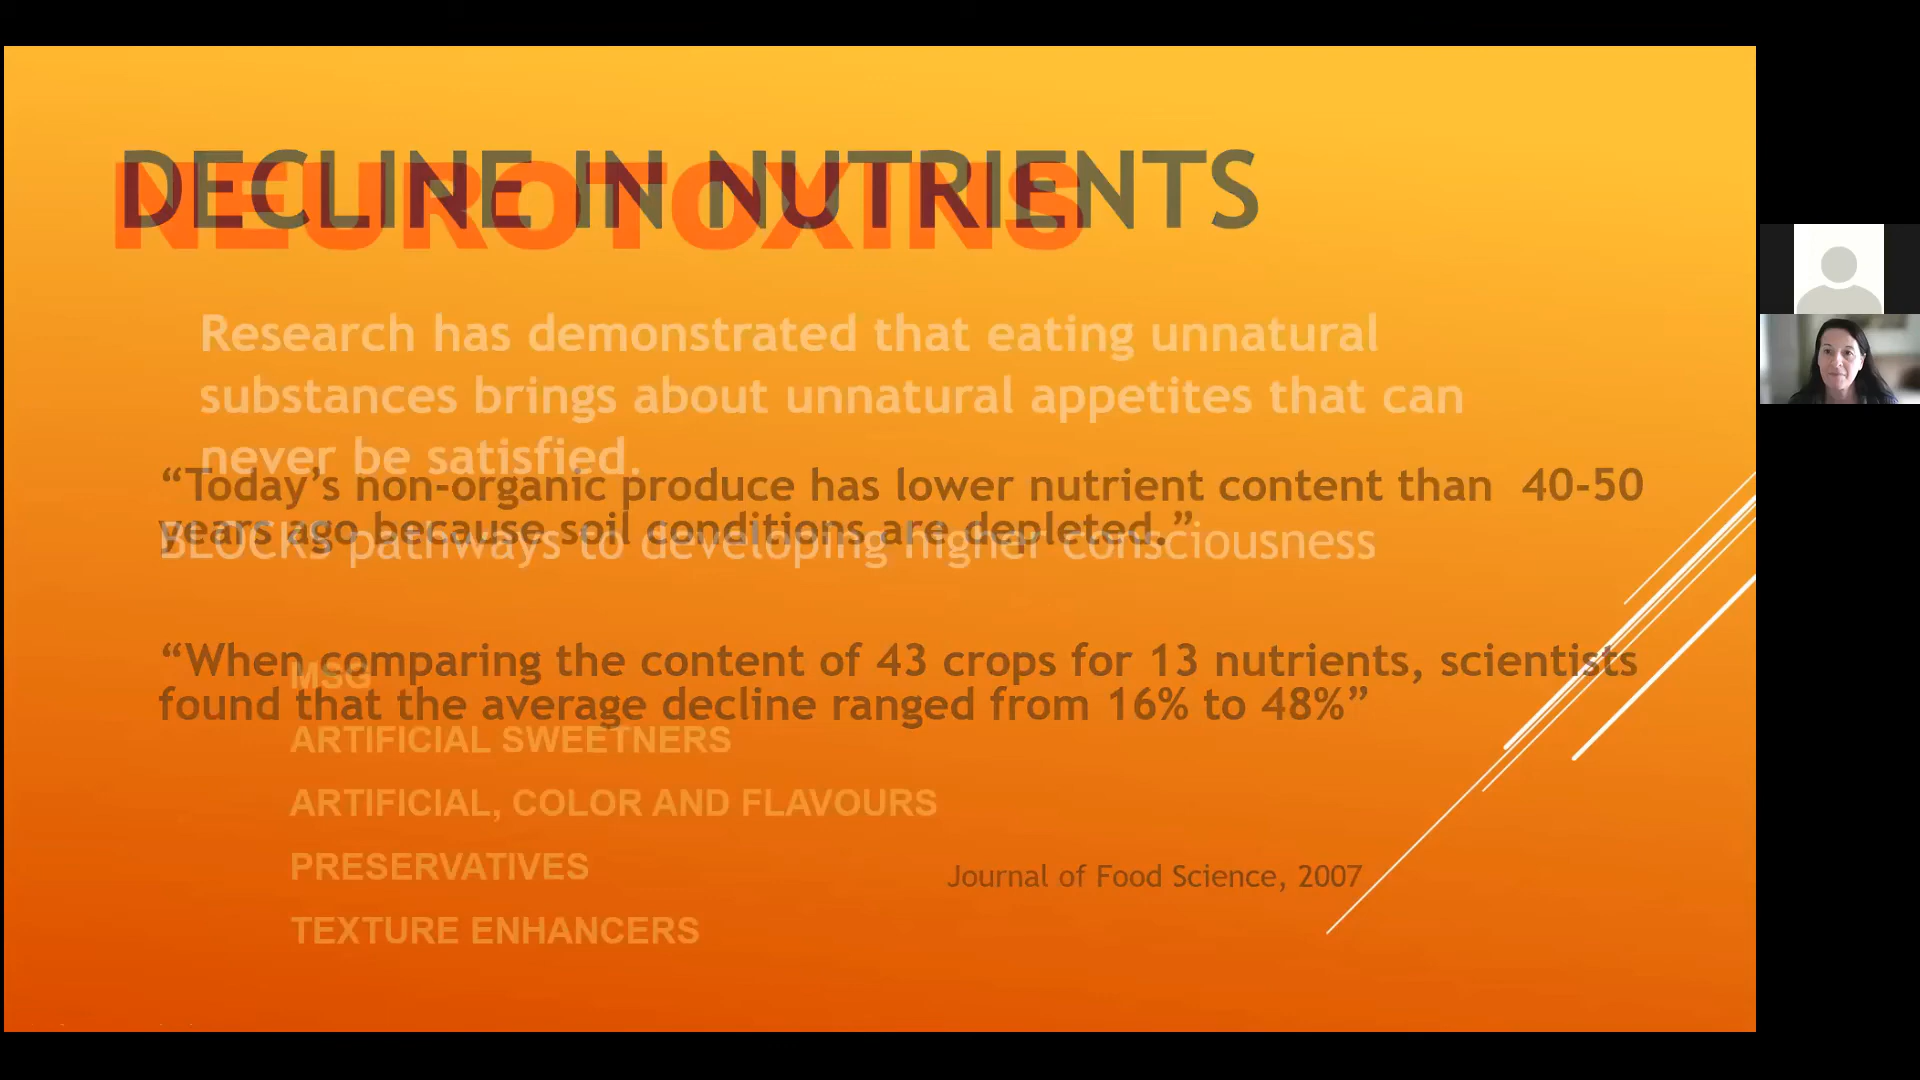 DECLINE IN NUTRIENTS
NEUROTOXINS
Research has demonstrated that eating unnatural
substances brings about unnatural appetites that can
never be satisfied.
“Today’s non-organic produce has lower nutrient content than 40-50
years ago because soil conditions are depleted.”
BLOCKS pathways to developing higher consciousness
“When comparing the content of 43 crops for 13 nutrients, scientists
found that the average decline ranged from 16% to 48%”
MSG
ARTIFICIAL SWEETNERS
ARTIFICIAL, COLOR AND FLAVOURS
PRESERVATIVES
Journal of Food Science, 2007
TEXTURE ENHANCERS